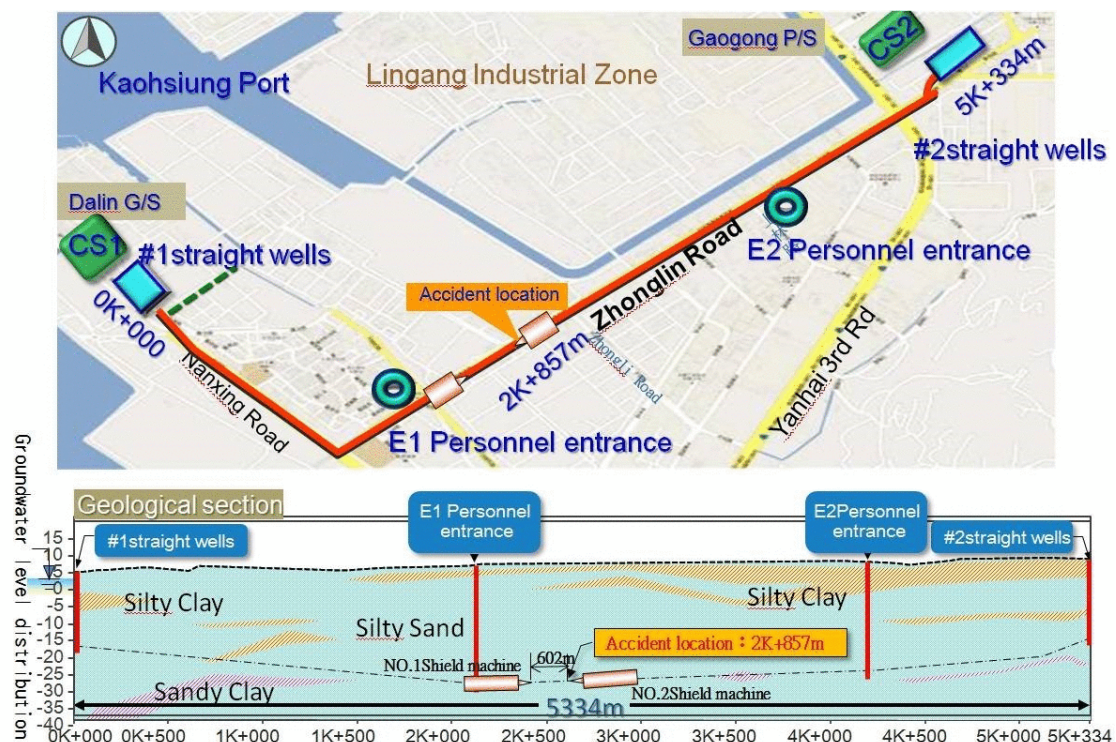 Gaogong P/S
CS2
Kaohsiung Port
Lingang Industrial Zone
5K+334m
#2straight wells
Dalin G/S
CS1
#1straight wells
0K+000
E2 Personnel entrance
Zhonglin Road
Accident location
2K+857m
Zhongli Road
Yanhai 3rd Rd
Nanxing Road
E1 Personnel entrance
Groundwater level distribution
Geological section
E1 Personnel
entrance
E2Personnel
entrance
#1straight wells
#2straight wells
15
10
5
0
-5
-10
-15
-20
-25
-30
-35
-40
Silty Clay
Silty Sand
Silty Clay
Accident location：2K+857m
NO.1Shield machine
602m
NO.2Shield machine
Sandy Clay
5334m
0K+000 0K+500 1K+000 1K+500 2K+000 2K+500 3K+000 3K+500 4K+000 4K+500 5K+000 5K+334